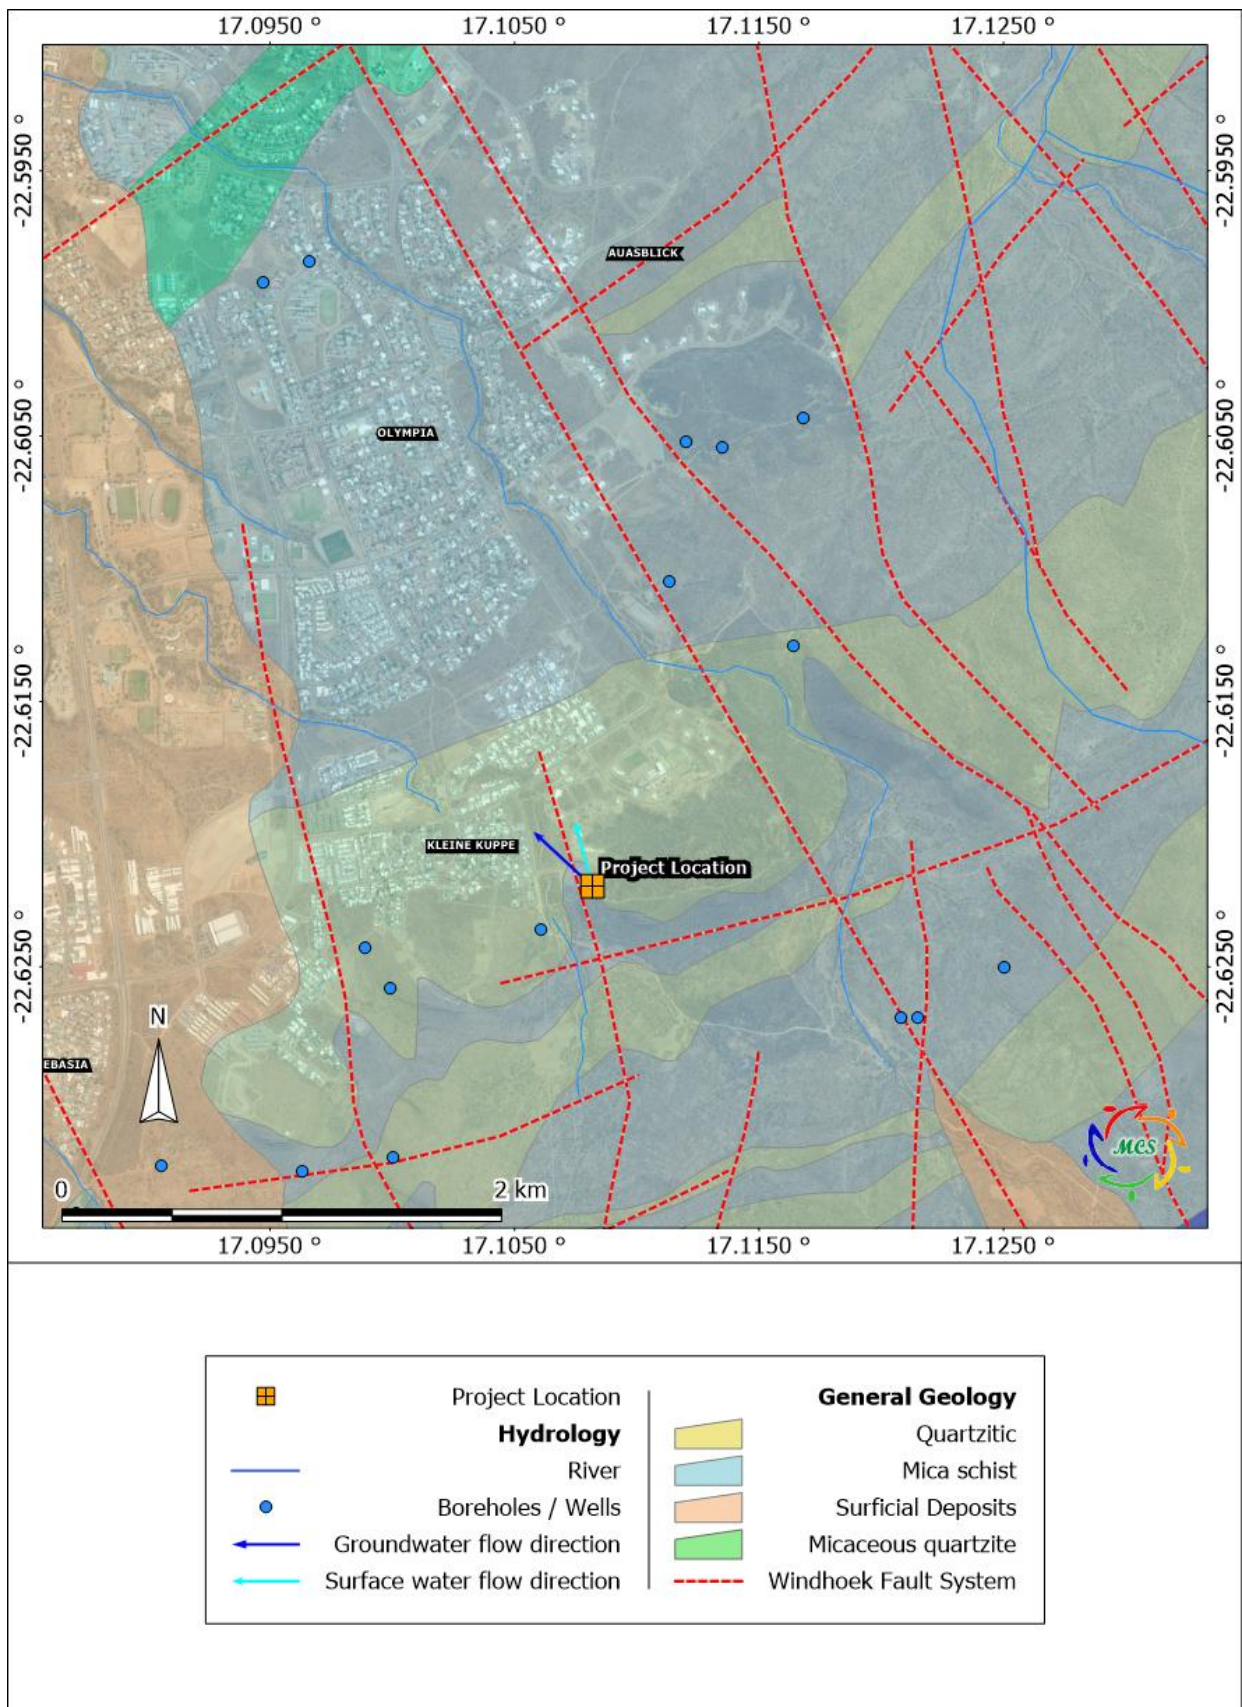 17.0950 °
17.1050 °
17.1150 °
17.1250 °
-22.5950 °
-22.5950 °
AUASBLICK
-22.6050 °
OLYMPIA
-22.6050 °
-22.6150 °
-22.6150 °
KLEINE KUPPE
Project Location
-22.6250 °
-22.6250 °
N
EBASIA
MCS
0
2 km
17.0950 °
17.1050 °
17.1150 °
17.1250 °
Project Location
Hydrology
River
Boreholes / Wells
Groundwater flow direction
Surface water flow direction
General Geology
Quartzitic
Mica schist
Surficial Deposits
Micaceous quartzite
Windhoek Fault System